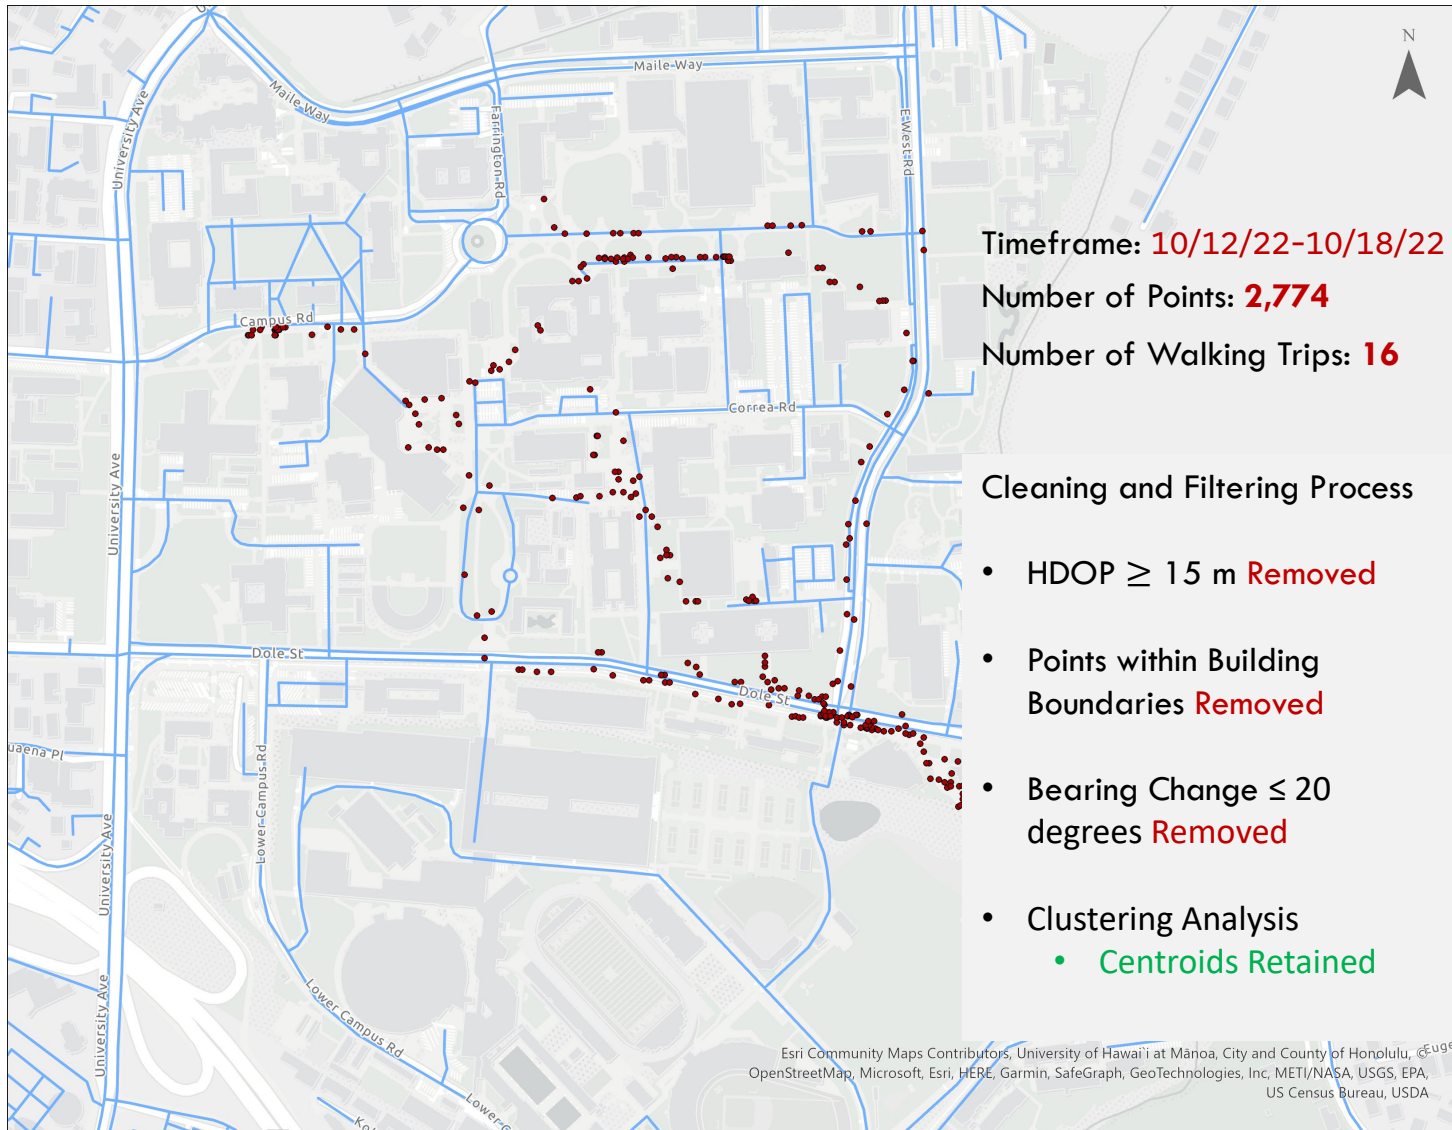 N
Maile Way
Maile Way
University Ave
Farrington Rd
E West Rd
Timeframe: 10/12/22-10/18/22
Number of Points: 2,774
Number of Walking Trips: 16
Campus Rd
Correa Rd
University Ave
Cleaning and Filtering Process
• HDOP ≥ 15 m Removed
• Points within Building
Boundaries Removed
• Bearing Change ≤ 20
degrees Removed
• Clustering Analysis
• Centroids Retained
Dole St
Dole St
uaena Pl
Lower Campus Rd
University Ave
University Ave
Lower Campus Rd
Lower
Esri Community Maps Contributors, University of Hawai'i at Mānoa, City and County of Honolulu, ©
OpenStreetMap, Microsoft, Esri, HERE, Garmin, SafeGraph, GeoTechnologies, Inc, METI/NASA, USGS, EPA,
US Census Bureau, USDA